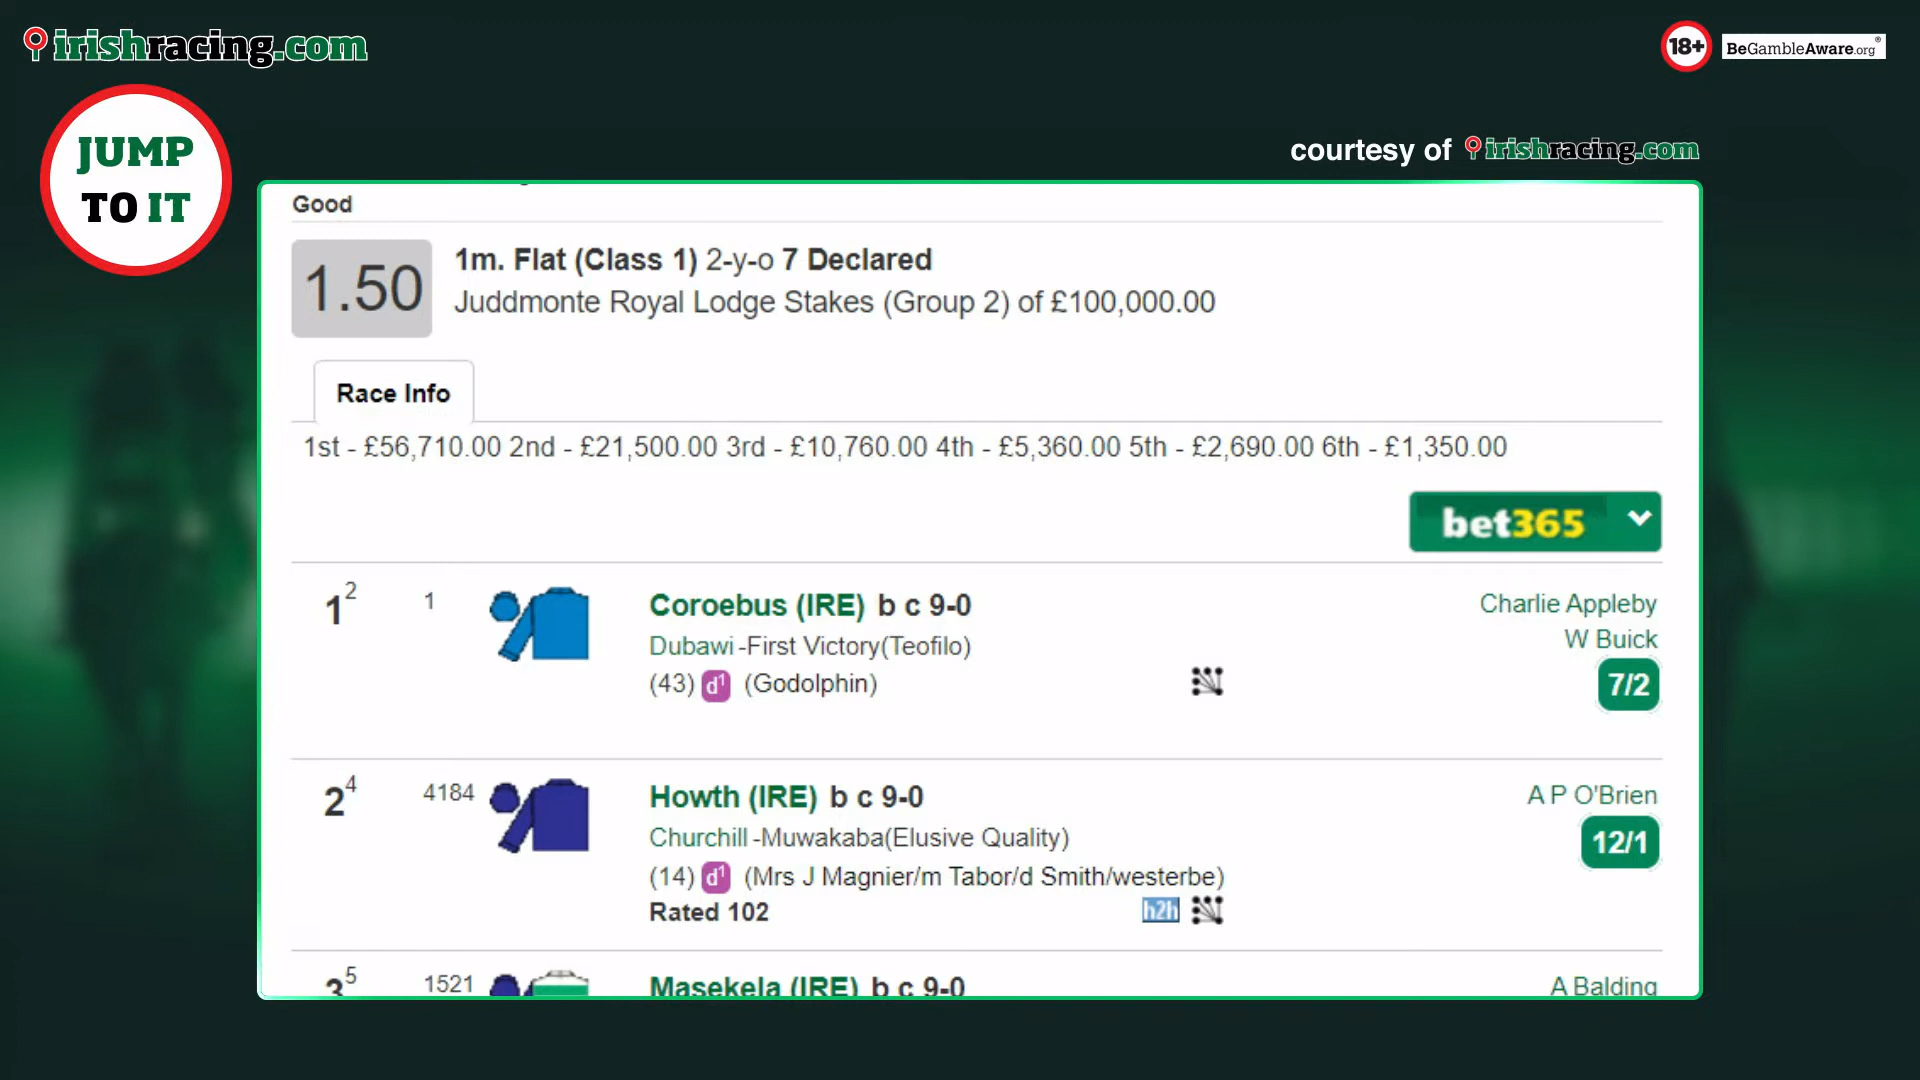 irishracing.com
18+ BeGambleAware.org®
JUMP
TO IT
courtesy of irishracing.com
Good
1.50
1m. Flat (Class 1) 2-y-o 7 Declared
Juddmonte Royal Lodge Stakes (Group 2) of £100,000.00
Race Info
1st - £56,710.00 2nd - £21,500.00 3rd - £10,760.00 4th - £5,360.00 5th - £2,690.00 6th - £1,350.00
bet365
1 2 1 Coroebus (IRE) b c 9-0 Charlie Appleby
Dubawi -First Victory(Teofilo) W Buick
(43) d1 (Godolphin) 7/2
2 4 4184 Howth (IRE) b c 9-0 A P O'Brien
Churchill -Muwakaba(Elusive Quality) 12/1
(14) d1 (Mrs J Magnier/m Tabor/d Smith/westerbe)
Rated 102 h2h
3 5 1521 Masekela (IRE) b c 9-0 A Balding